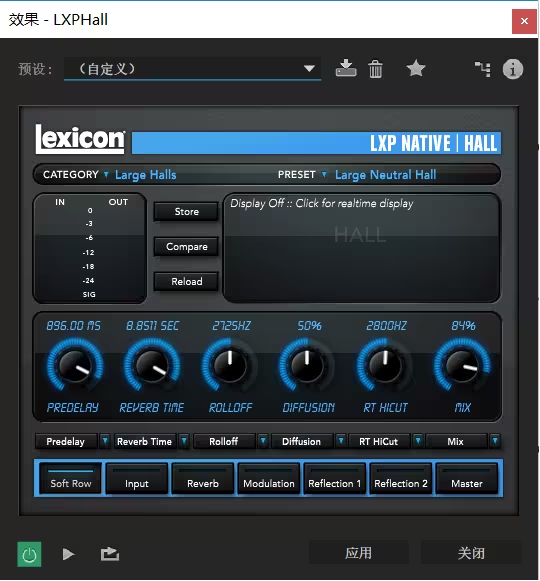 效果 - LXPHall
预设： （自定义）
lexicon LXP NATIVE | HALL
CATEGORY Large Halls PRESET Large Neutral Hall
IN OUT
0
-3
-6
-12
-18
-24
SIG
Store
Compare
Reload
Display Off :: Click for realtime display
HALL
896.00 MS 8.8511 SEC 2725HZ 50% 2800HZ 84%
PREDELAY REVERB TIME ROLLOFF DIFFUSION RT HICUT MIX
Predelay Reverb Time Rolloff Diffusion RT HiCut Mix
Soft Row Input Reverb Modulation Reflection 1 Reflection 2 Master
应用 关闭